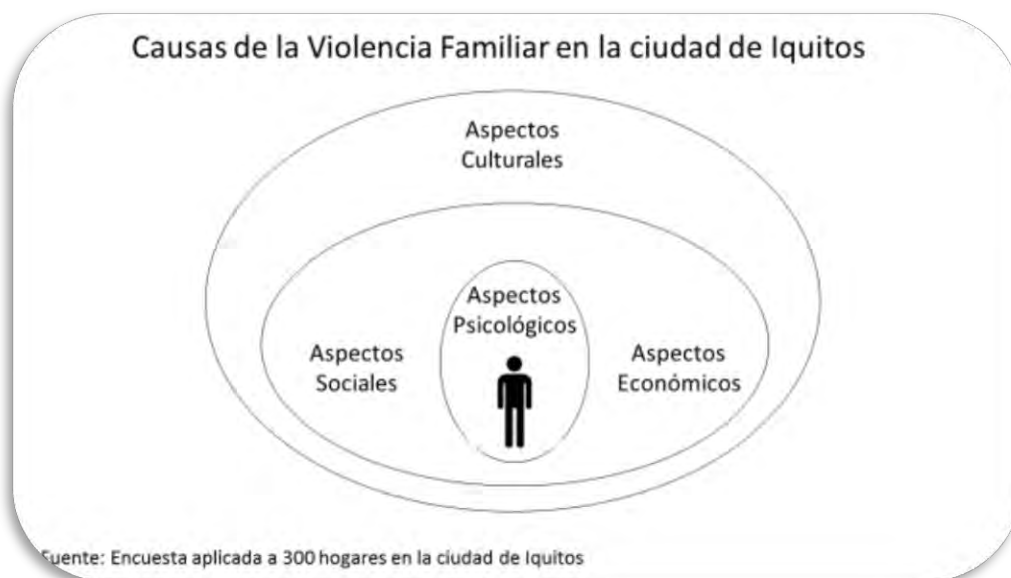 Causas de la Violencia Familiar en la ciudad de Iquitos
Aspectos
Culturales
Aspectos
Psicológicos
Aspectos
Sociales
Aspectos
Económicos
Fuente: Encuesta aplicada a 300 hogares en la ciudad de Iquitos